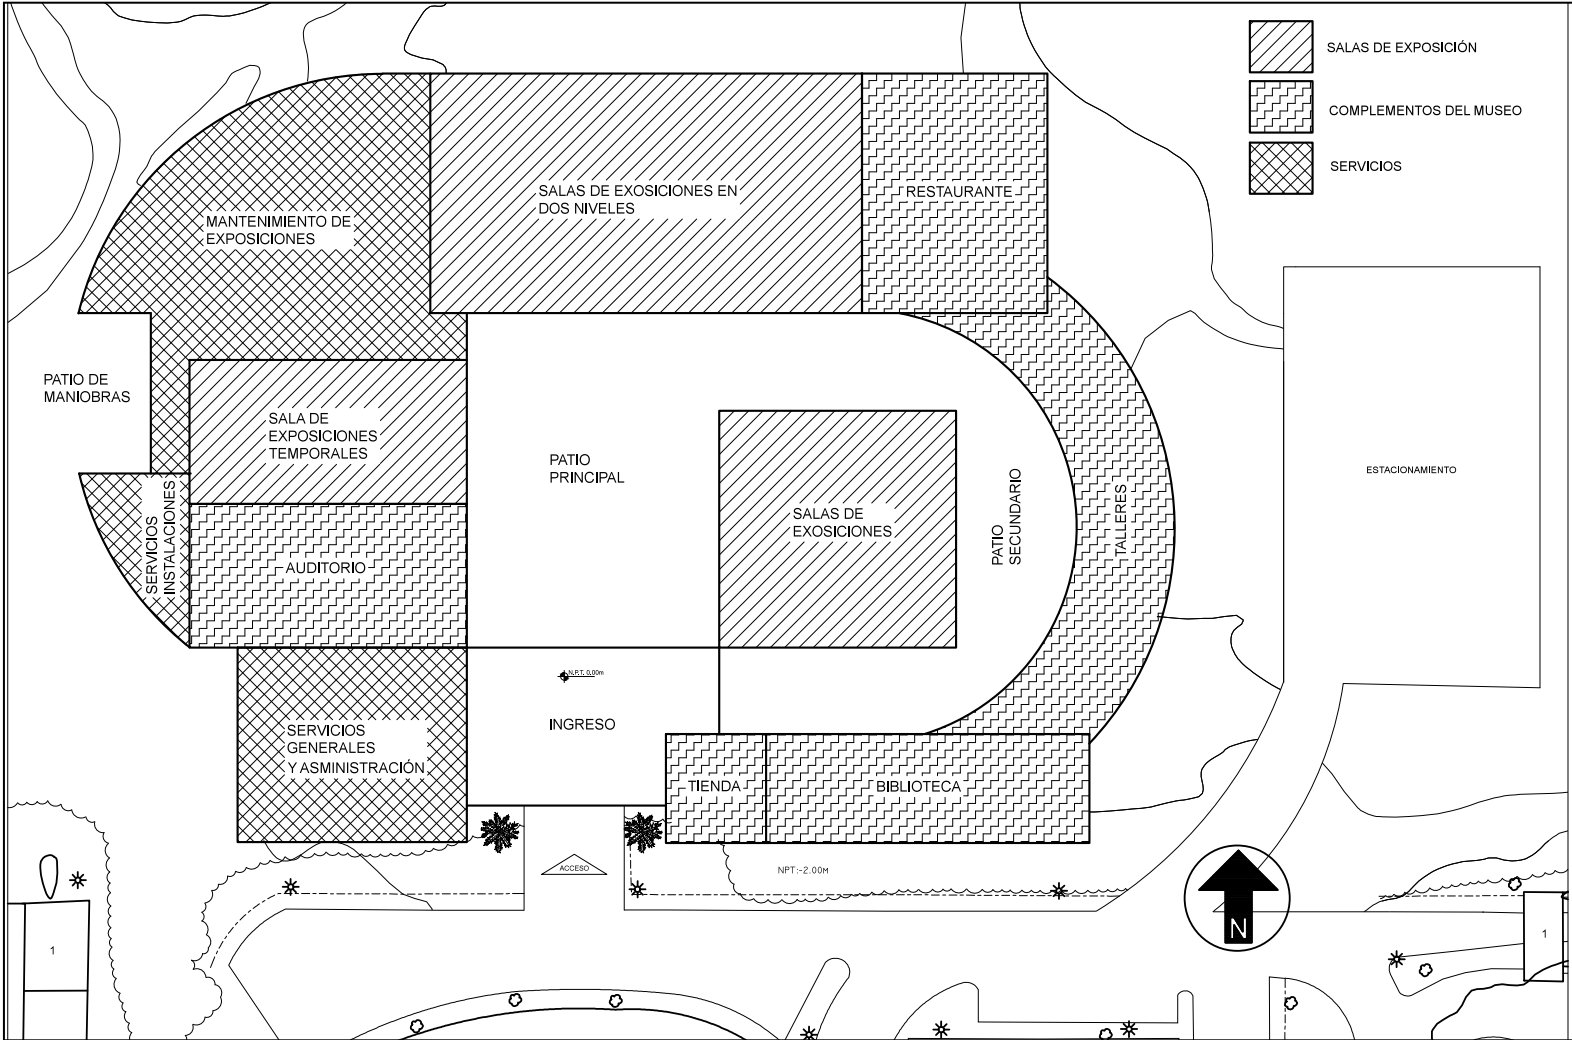 SALAS DE EXPOSICIÓN
COMPLEMENTOS DEL MUSEO
SERVICIOS
SALAS DE EXOSICIONES EN
DOS NIVELES
RESTAURANTE
MANTENIMIENTO DE
EXPOSICIONES
PATIO DE
MANIOBRAS
SALA DE
EXPOSICIONES
TEMPORALES
PATIO
PRINCIPAL
SALAS DE
EXOSICIONES
PATIO
SECUNDARIO
TALLERES
ESTACIONAMIENTO
SERVICIOS
INSTALACIONES
AUDITORIO
N.P.T. 0.00m
INGRESO
SERVICIOS
GENERALES
Y ASMINISTRACIÓN
TIENDA
BIBLIOTECA
ACCESO
NPT:-2.00M
N
1
1